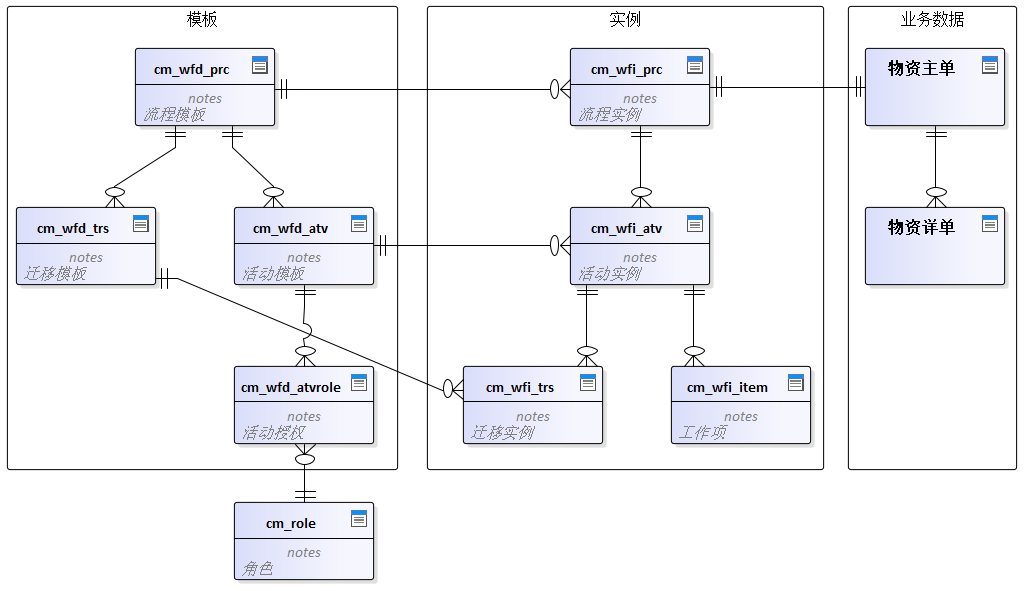 模板
实例
业务数据
cm_wfd_prc
notes
流程模板
cm_wfi_prc
notes
流程实例
物资主单
cm_wfd_trs
notes
迁移模板
cm_wfd_atv
notes
活动模板
cm_wfi_atv
notes
活动实例
物资详单
cm_wfd_atvrole
notes
活动授权
cm_wfi_trs
notes
迁移实例
cm_wfi_item
notes
工作项
cm_role
notes
角色